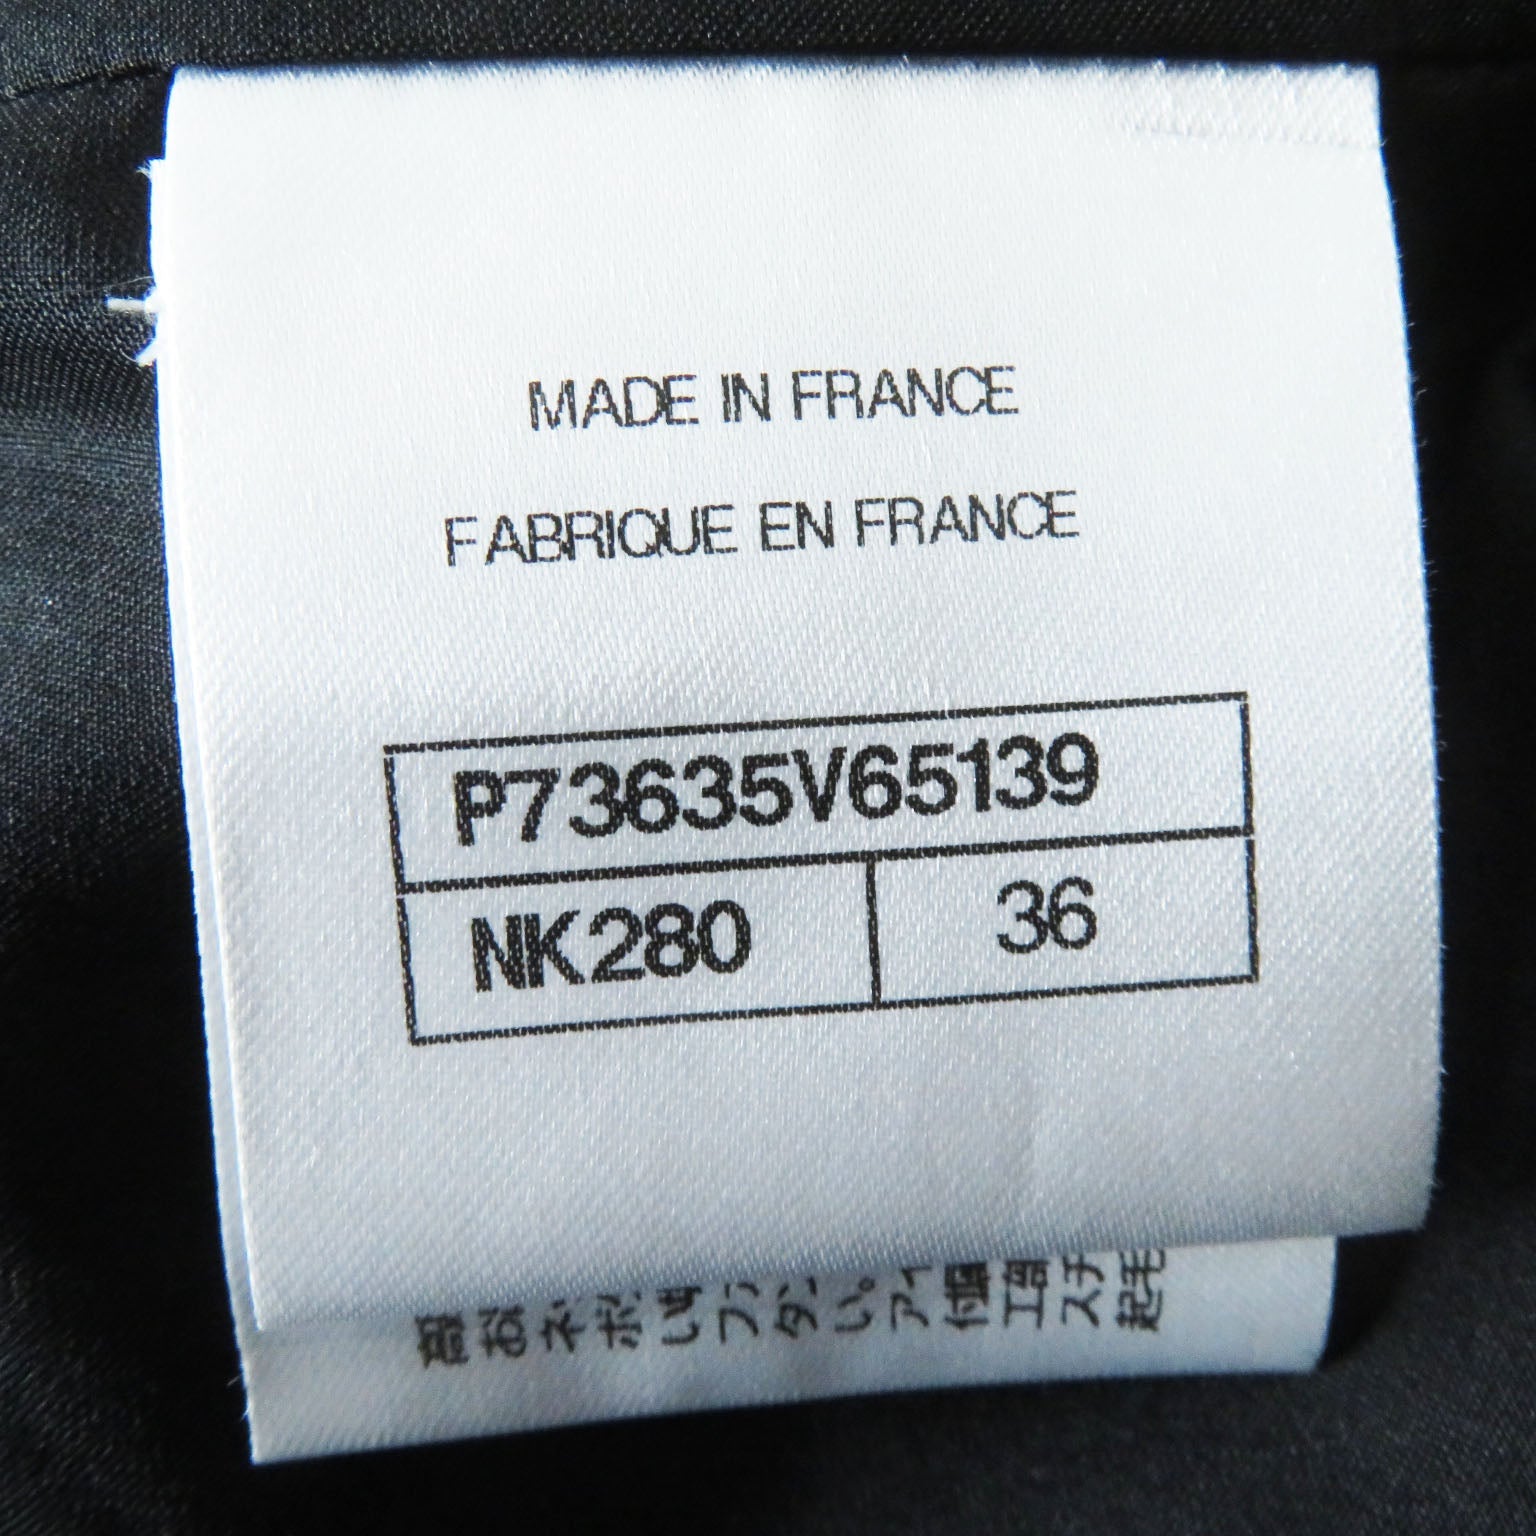 MADE IN FRANCE
FABRIQUE EN FRANCE
P73635V65139
NK280 36